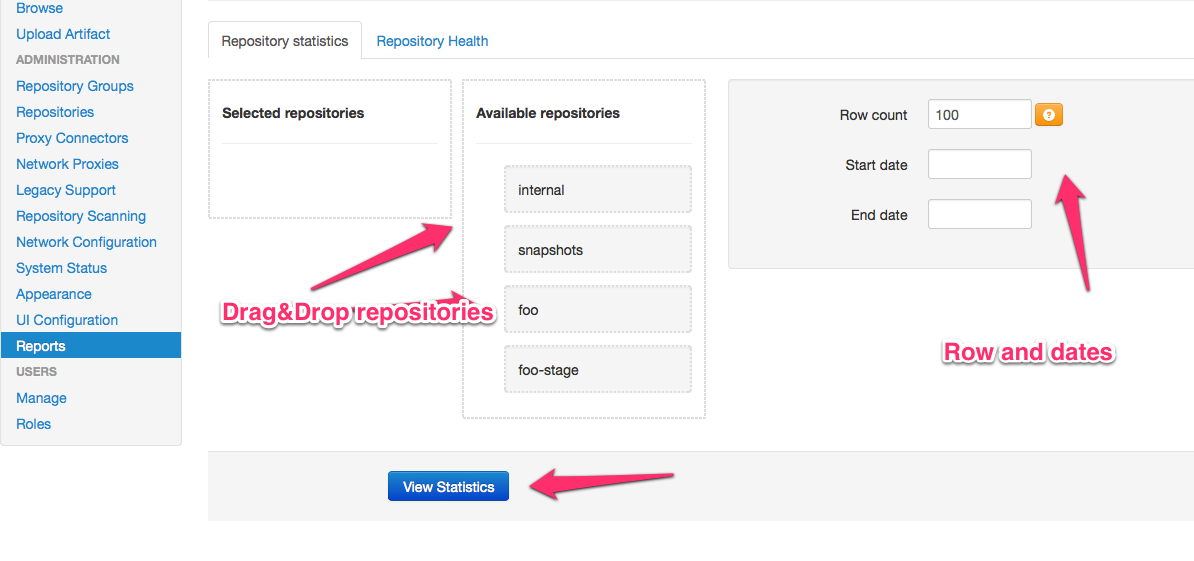 Browse
Upload Artifact
ADMINISTRATION
Repository Groups
Repositories
Proxy Connectors
Network Proxies
Legacy Support
Repository Scanning
Network Configuration
System Status
Appearance
UI Configuration
Reports
USERS
Manage
Roles
Repository statistics
Repository Health
Selected repositories
Available repositories
internal
snapshots
foo
foo-stage
Drag&Drop repositories
Row count
100
?
Start date
End date
Row and dates
View Statistics